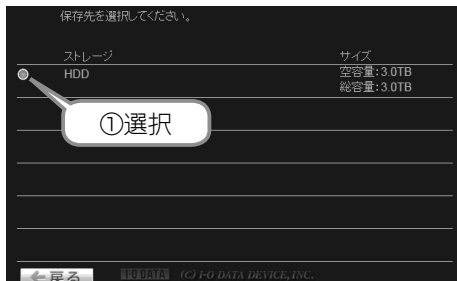 保存先を選択してください。
ストレージ サイズ
HDD 空容量:3.0TB
総容量:3.0TB
①選択
戻る I-O DATA (C) I-O DATA DEVICE, INC.